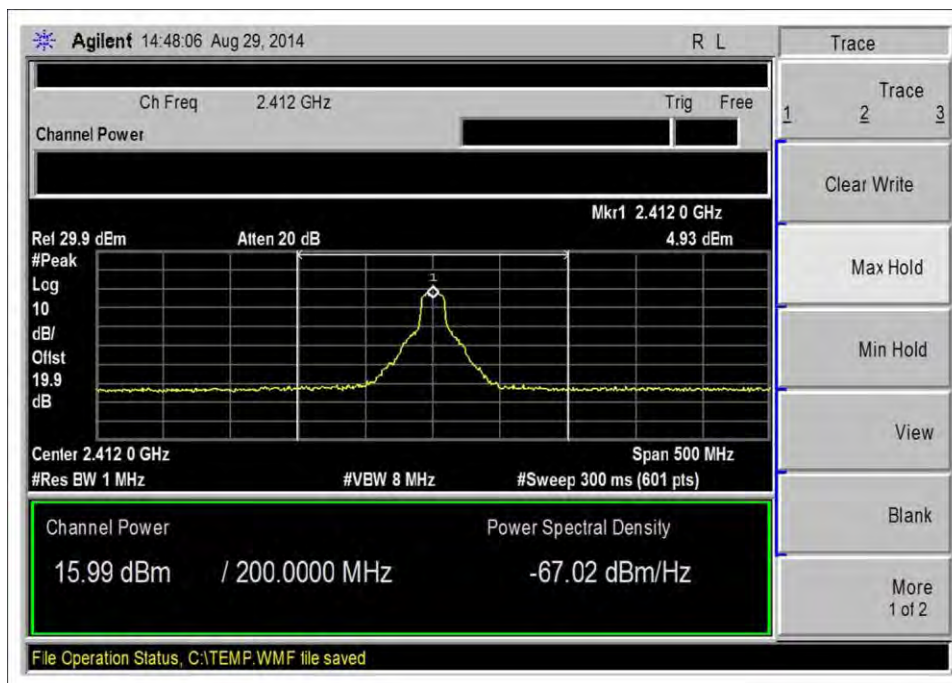 Agilent 14:48:06 Aug 29, 2014 R L
Trace
Ch Freq 2.412 GHz Trig Free
Channel Power
Mkr1 2.412 0 GHz
Ref 29.9 dBm Atten 20 dB 4.93 dBm
#Peak
Log
10
dB/
Offst
19.9
dB
1
Center 2.412 0 GHz Span 500 MHz
#Res BW 1 MHz #VBW 8 MHz #Sweep 300 ms (601 pts)
Channel Power Power Spectral Density
15.99 dBm / 200.0000 MHz -67.02 dBm/Hz
File Operation Status, C:\TEMP.WMF file saved
Trace
1 2 3
Clear Write
Max Hold
Min Hold
View
Blank
More
1 of 2